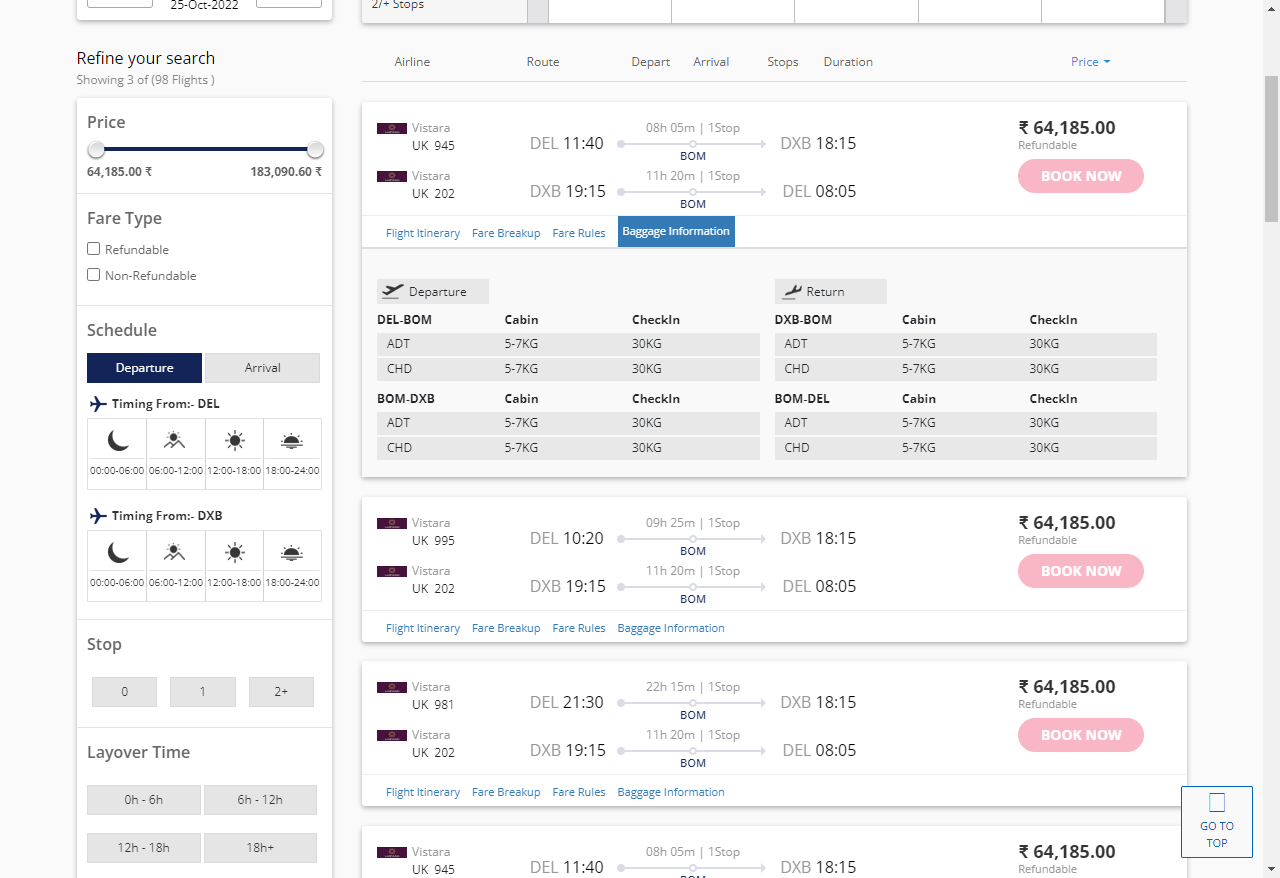 25-Oct-2022
2/+ Stops
Refine your search
Showing 3 of (98 Flights )
Airline Route Depart Arrival Stops Duration Price
Price
64,185.00 ₹ 183,090.60 ₹
Fare Type
Refundable
Non-Refundable
Schedule
Departure Arrival
Timing From:- DEL
00:00-06:00 06:00-12:00 12:00-18:00 18:00-24:00
Timing From:- DXB
00:00-06:00 06:00-12:00 12:00-18:00 18:00-24:00
Stop
0 1 2+
Layover Time
0h - 6h 6h - 12h
12h - 18h 18h+
Vistara
UK 945
DEL 11:40
08h 05m | 1Stop
BOM
DXB 18:15
Vistara
UK 202
DXB 19:15
11h 20m | 1Stop
BOM
DEL 08:05
₹ 64,185.00
Refundable
BOOK NOW
Flight Itinerary Fare Breakup Fare Rules Baggage Information
Departure
DEL-BOM Cabin CheckIn
ADT 5-7KG 30KG
CHD 5-7KG 30KG
BOM-DXB Cabin CheckIn
ADT 5-7KG 30KG
CHD 5-7KG 30KG
Return
DXB-BOM Cabin CheckIn
ADT 5-7KG 30KG
CHD 5-7KG 30KG
BOM-DEL Cabin CheckIn
ADT 5-7KG 30KG
CHD 5-7KG 30KG
Vistara
UK 995
DEL 10:20
09h 25m | 1Stop
BOM
DXB 18:15
Vistara
UK 202
DXB 19:15
11h 20m | 1Stop
BOM
DEL 08:05
₹ 64,185.00
Refundable
BOOK NOW
Flight Itinerary Fare Breakup Fare Rules Baggage Information
Vistara
UK 981
DEL 21:30
22h 15m | 1Stop
BOM
DXB 18:15
Vistara
UK 202
DXB 19:15
11h 20m | 1Stop
BOM
DEL 08:05
₹ 64,185.00
Refundable
BOOK NOW
Flight Itinerary Fare Breakup Fare Rules Baggage Information
Vistara
UK 945
DEL 11:40
08h 05m | 1Stop
DXB 18:15
₹ 64,185.00
Refundable
GO TO
TOP